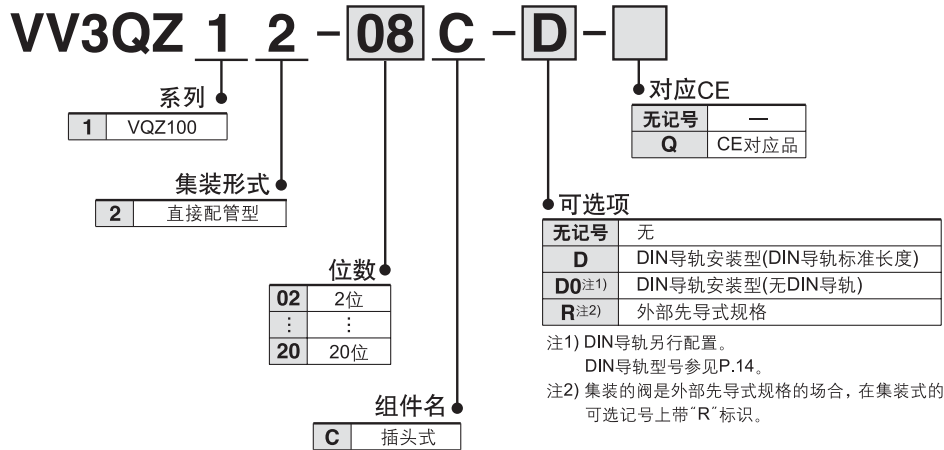 VV3QZ 1 2 - 08 C - D -
系列
1 VQZ100
集装形式
2 直接配管型
位数
02 2位
⋮ ⋮
20 20位
组件名
C 插头式
对应CE
无记号 —
Q CE对应品
可选项
无记号 无
D DIN导轨安装型(DIN导轨标准长度)
D0注1) DIN导轨安装型(无DIN导轨)
R注2) 外部先导式规格
注1) DIN导轨另行配置。
DIN导轨型号参见P.14。
注2) 集装的阀是外部先导式规格的场合, 在集装式的
可选记号上带"R"标识。